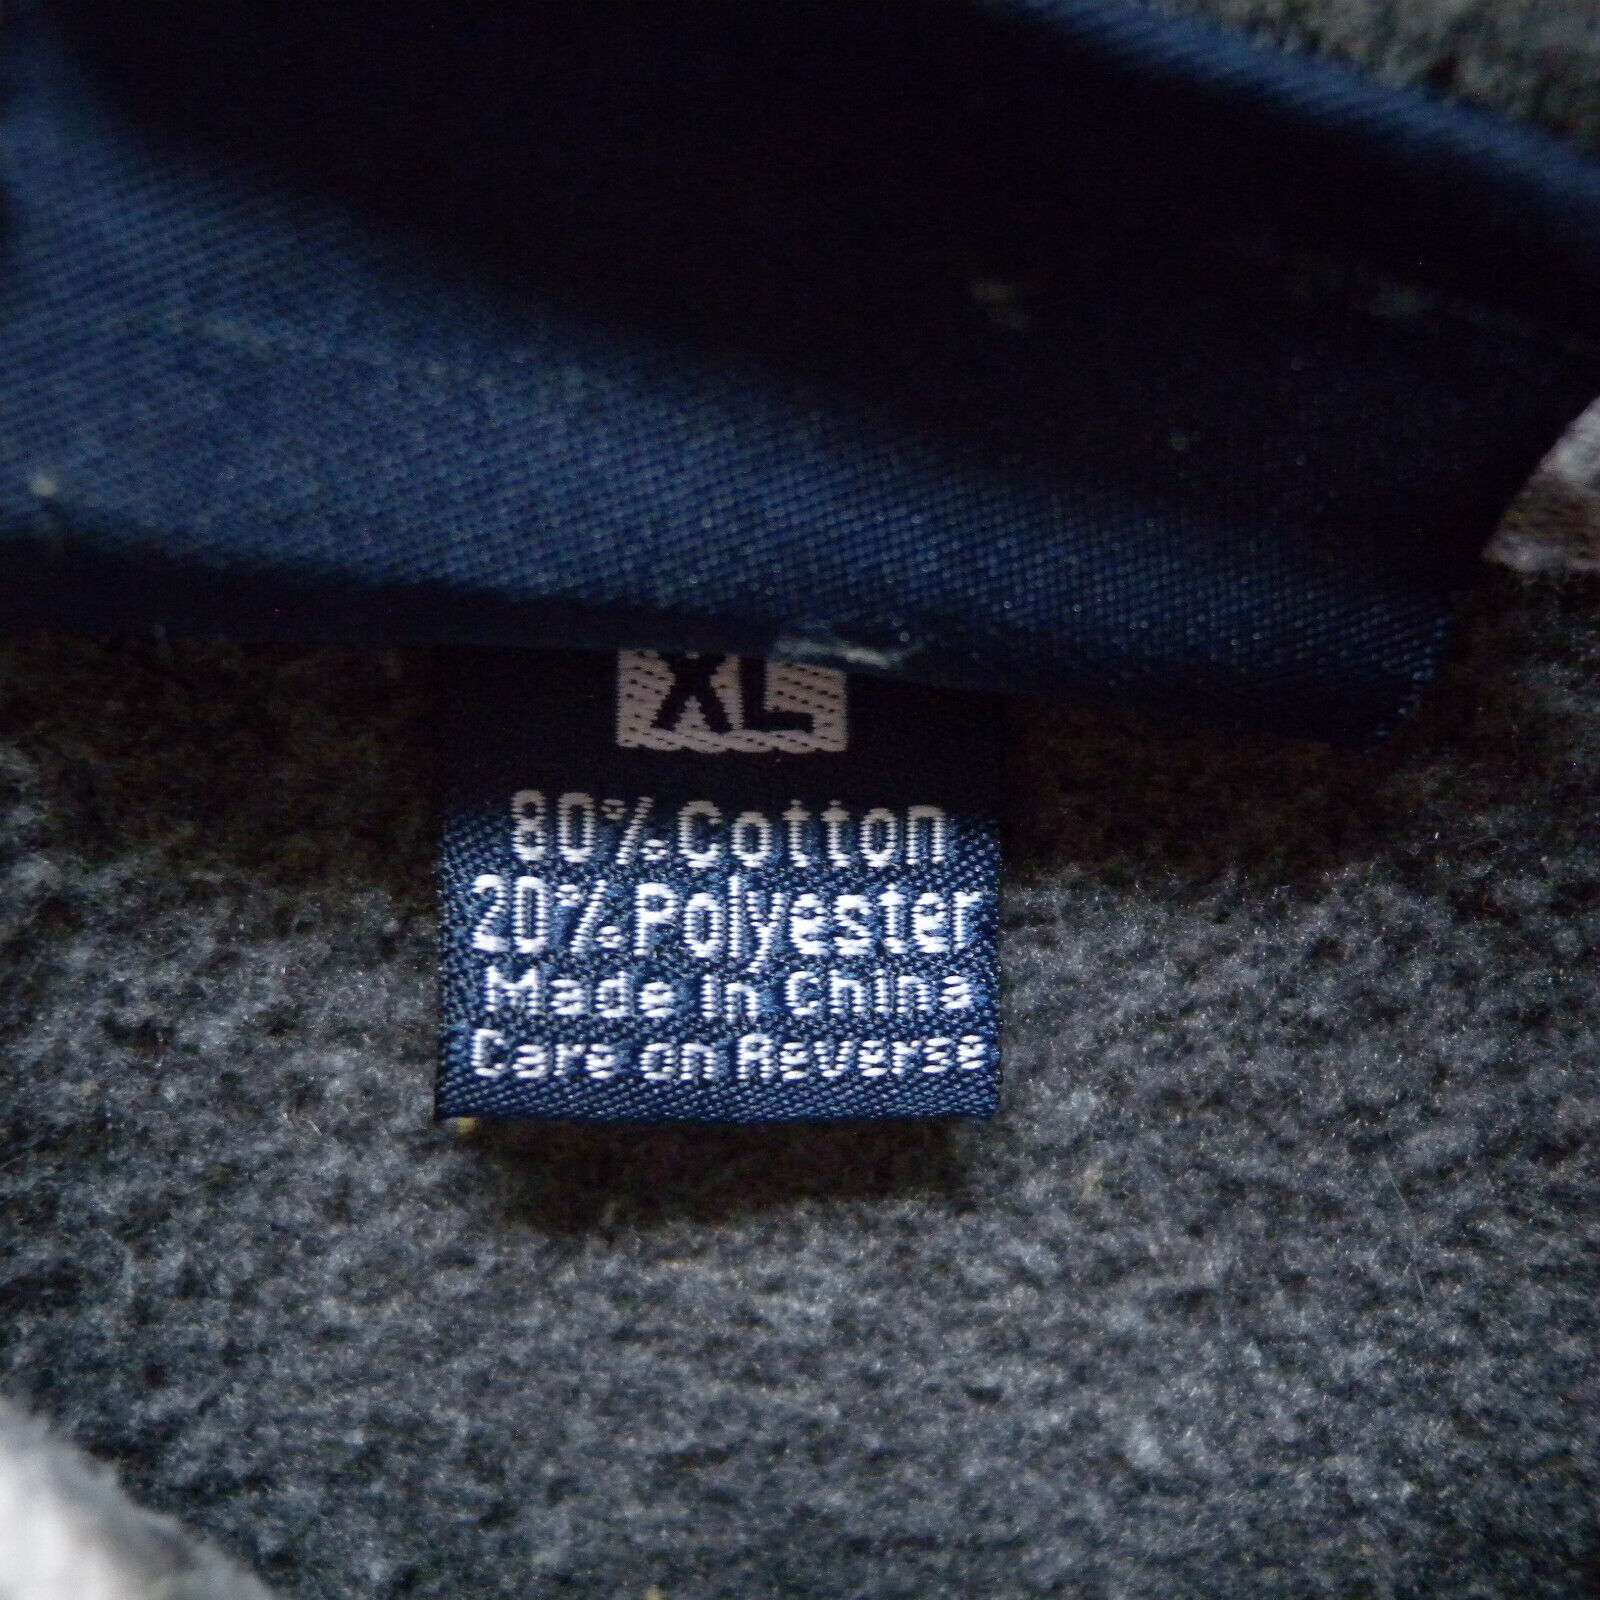 XL
80% Cotton
20% Polyester
Made in China
Care on Reverse